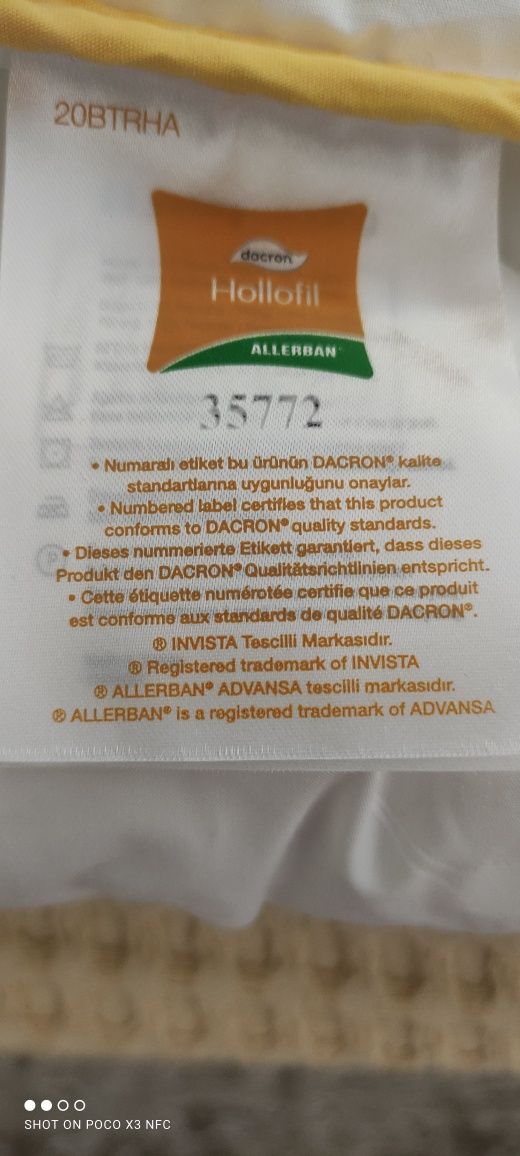 20BTRHA
dacron
Hollofil
ALLERBAN
35772
• Numaralı etiket bu ürünün DACRON® kalite
standartlarına uygunluğunu onaylar.
• Numbered label certifies that this product
conforms to DACRON® quality standards.
• Dieses nummerierte Etikett garantiert, dass dieses
Produkt den DACRON® Qualitätsrichtlinien entspricht.
• Cette étiquette numérotée certifie que ce produit
est conforme aux standards de qualité DACRON®.
® INVISTA Tescilli Markasıdır.
® Registered trademark of INVISTA
® ALLERBAN® ADVANSA tescilli markasıdır.
® ALLERBAN® is a registered trademark of ADVANSA
SHOT ON POCO X3 NFC